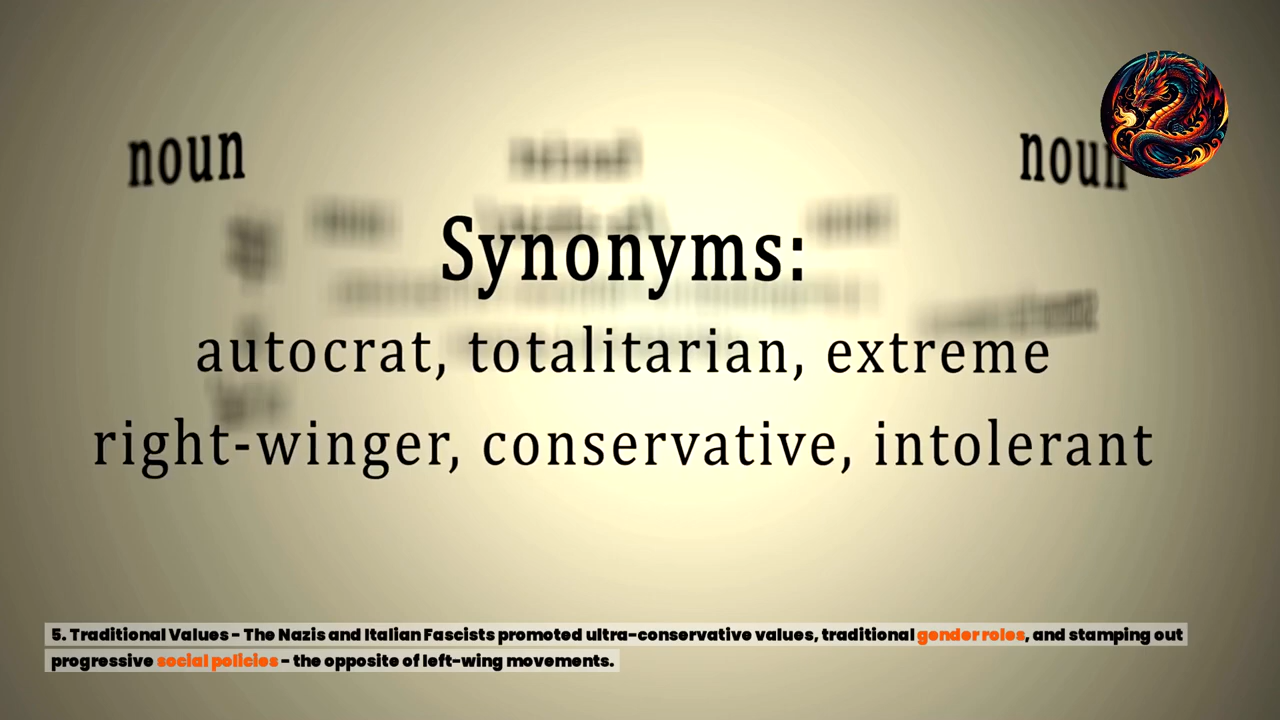 noun
noun
Synonyms:
autocrat, totalitarian, extreme
right-winger, conservative, intolerant
5. Traditional Values - The Nazis and Italian Fascists promoted ultra-conservative values, traditional gender roles, and stamping out
progressive social policies - the opposite of left-wing movements.